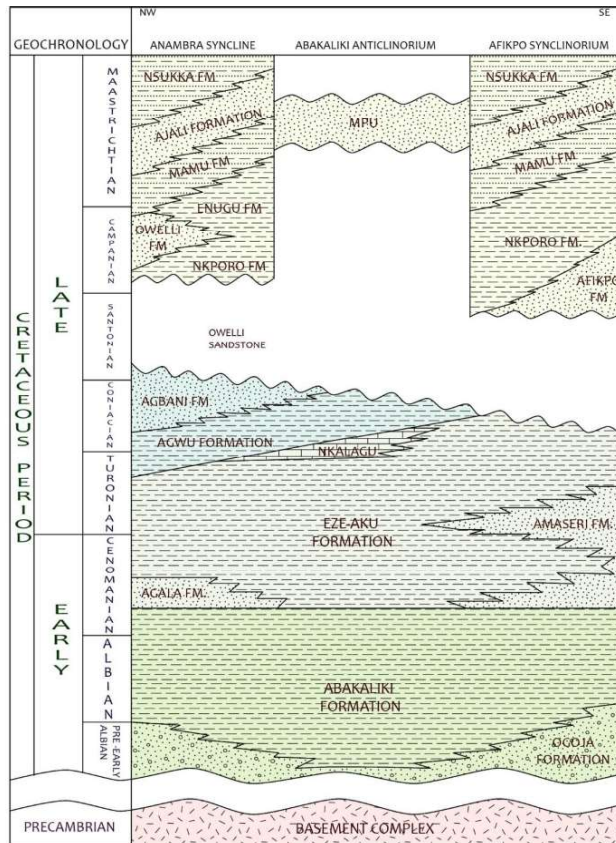 NW
SE
GEOCHRONOLOGY
ANAMBRA SYNCLINE
ABAKALIKI ANTICLINORIUM
AFIKPO SYNCLINORIUM
CRETACEOUS PERIOD
LATE
EARLY
MAASTRICHTIAN
CAMPANIAN
SANTONIAN
CONIACIAN
TURONIAN
CENOMANIAN
ALBIAN
PRE-EARLY
ALBIAN
PRECAMBRIAN
NSUKKA FM.
AJALI FORMATION
MAMU FM
ENUGU FM
OWELLI
FM
NKPORO FM
MPU
NSUKKA FM.
AJALI FORMATION
MAMU FM
NKPORO FM.
AFIKPO
FM
OWELLI
SANDSTONE
AGBANI FM.
AGWU FORMATION
NKALAGU
EZE-AKU
FORMATION
AMASERI FM.
AGALA FM.
ABAKALIKI
FORMATION
OGOJA
FORMATION
BASEMENT COMPLEX